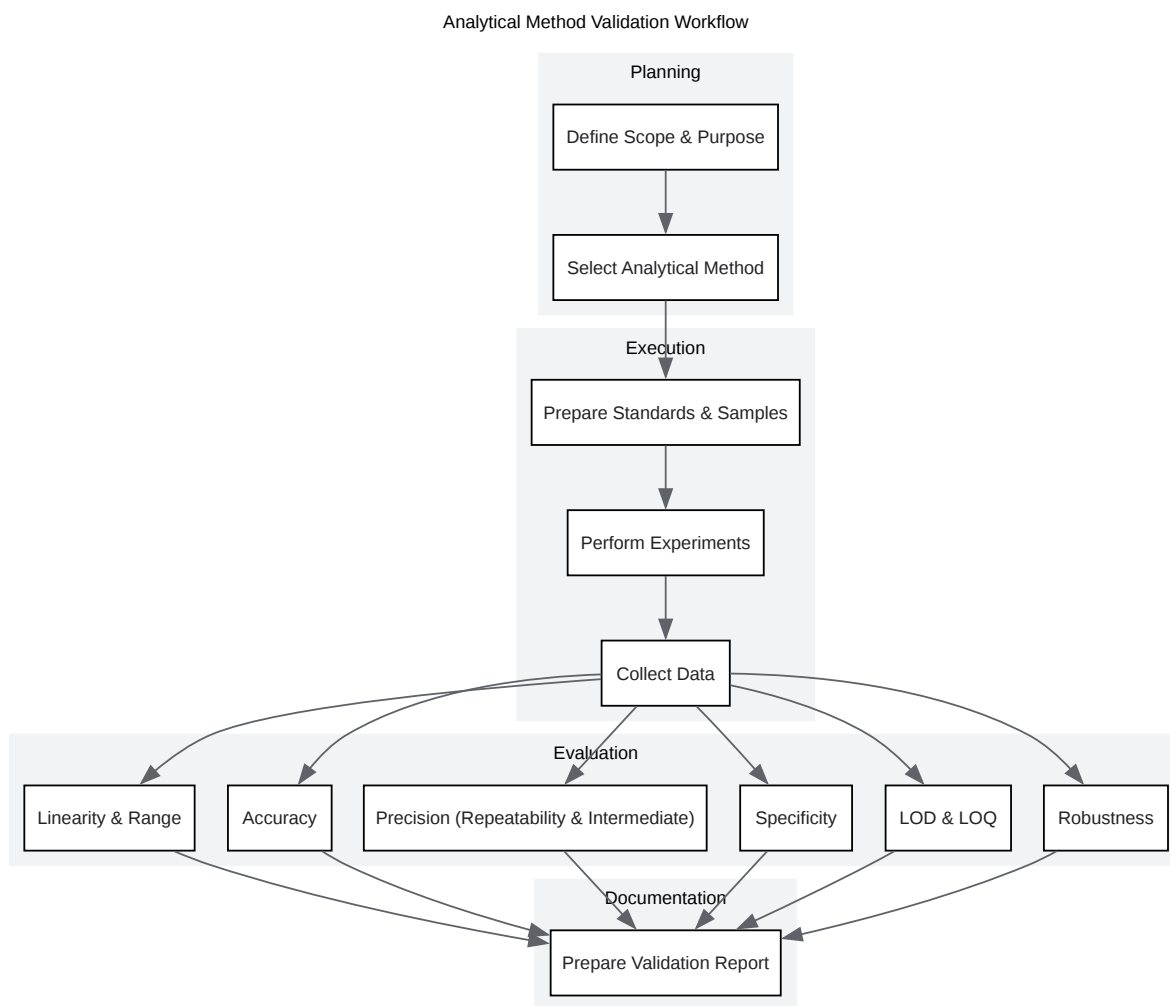 Analytical Method Validation Workflow
Planning
Define Scope & Purpose
Select Analytical Method
Execution
Prepare Standards & Samples
Perform Experiments
Collect Data
Evaluation
Linearity & Range
Accuracy
Precision (Repeatability & Intermediate)
Specificity
LOD & LOQ
Robustness
Documentation
Prepare Validation Report